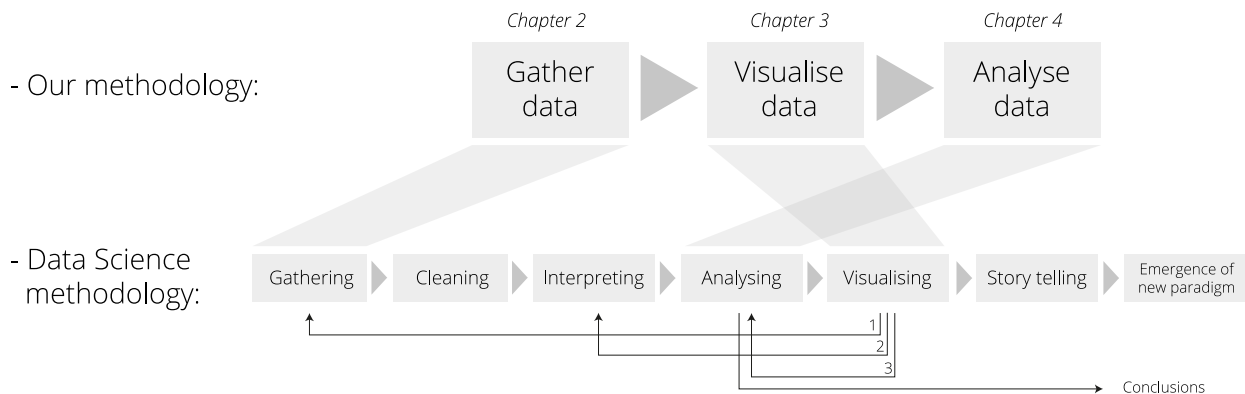 Chapter 2
Chapter 3
Chapter 4
- Our methodology:
Gather
data
Visualise
data
Analyse
data
- Data Science
methodology:
Gathering
Cleaning
Interpreting
Analysing
Visualising
Story telling
Emergence of
new paradigm
1
2
3
Conclusions